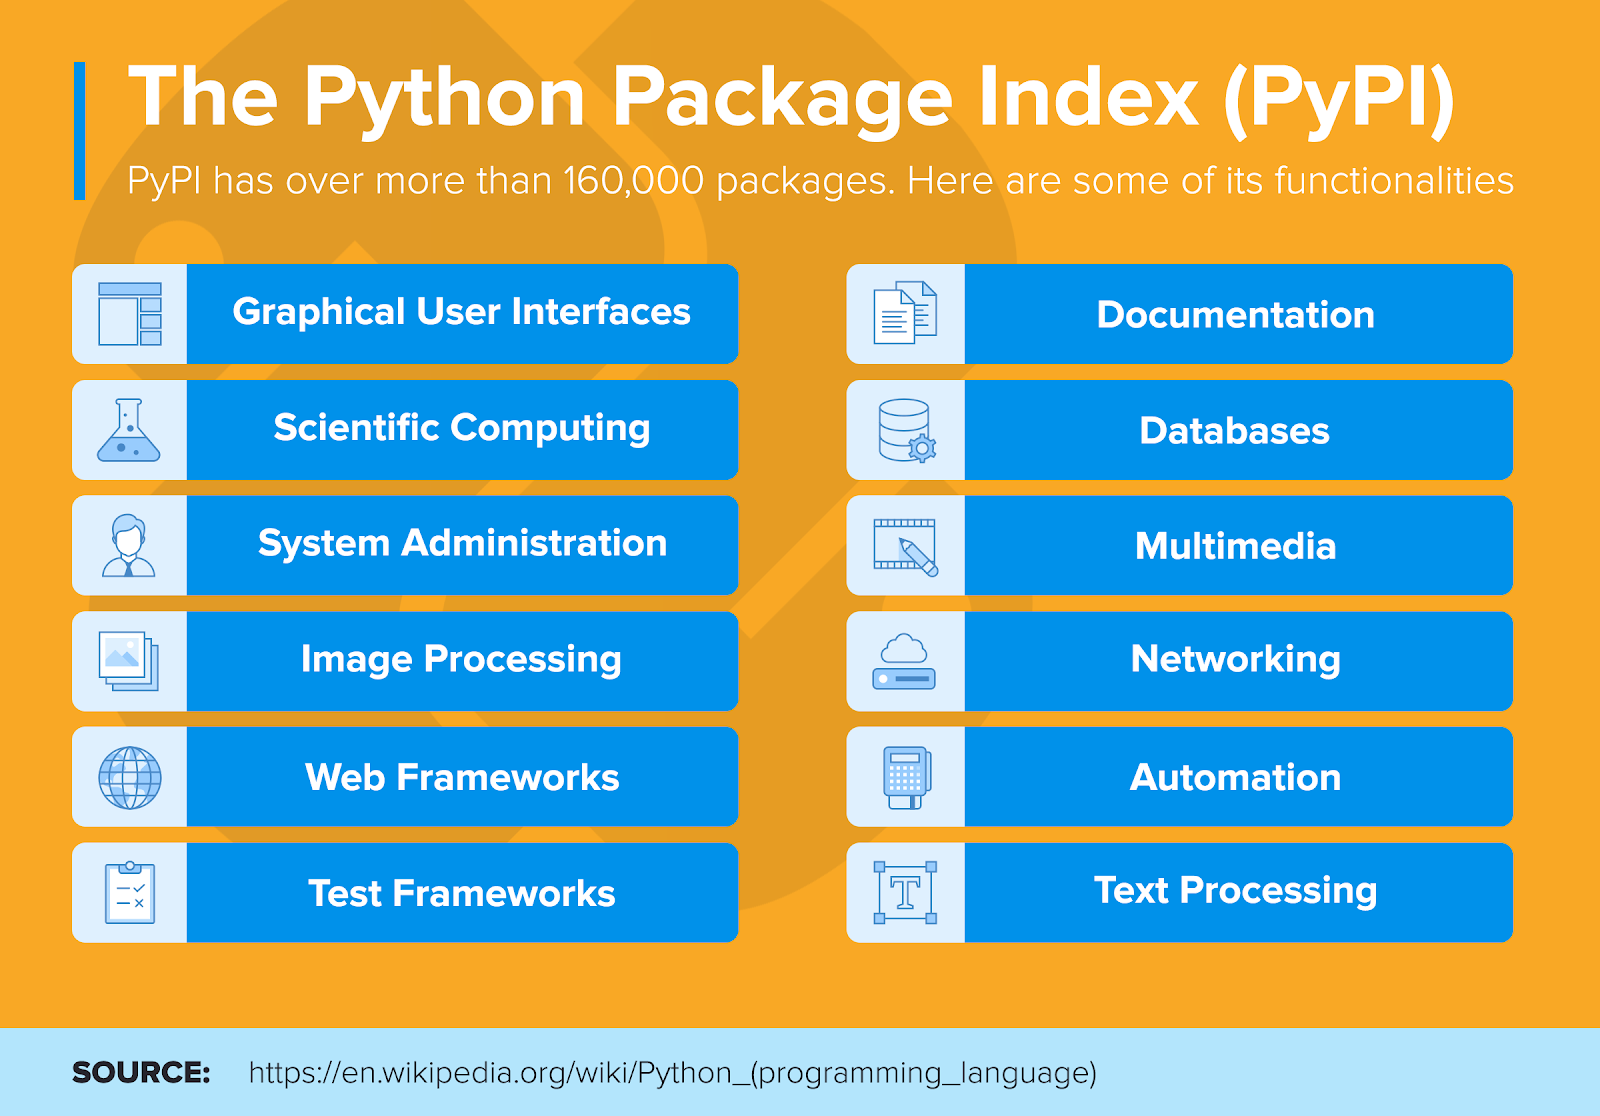 The Python Package Index (PyPI)
PyPI has over more than 160,000 packages. Here are some of its functionalities
Graphical User Interfaces
Scientific Computing
System Administration
Image Processing
Web Frameworks
Test Frameworks
Documentation
Databases
Multimedia
Networking
Automation
Text Processing
SOURCE: https://en.wikipedia.org/wiki/Python_(programming_language)